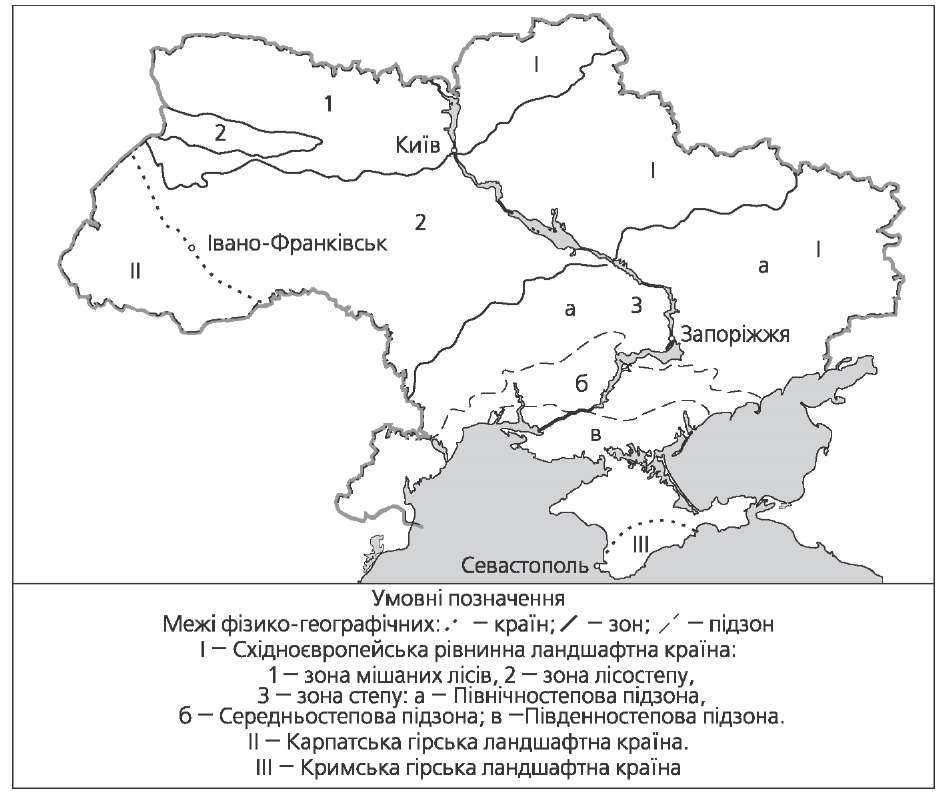 I
1
2
Київ
I
2
Івано-Франківськ
II
а
I
а
3
Запоріжжя
б
в
III
Севастополь
Умовні позначення
Межі фізико-географічних: – країн; – зон; – підзон
I – Східноєвропейська рівнинна ландшафтна країна:
1 – зона мішаних лісів, 2 – зона лісостепу,
3 – зона степу: а – Північностепова підзона,
б – Середньостепова підзона; в –Південностепова підзона.
II – Карпатська гірська ландшафтна країна.
III – Кримська гірська ландшафтна країна